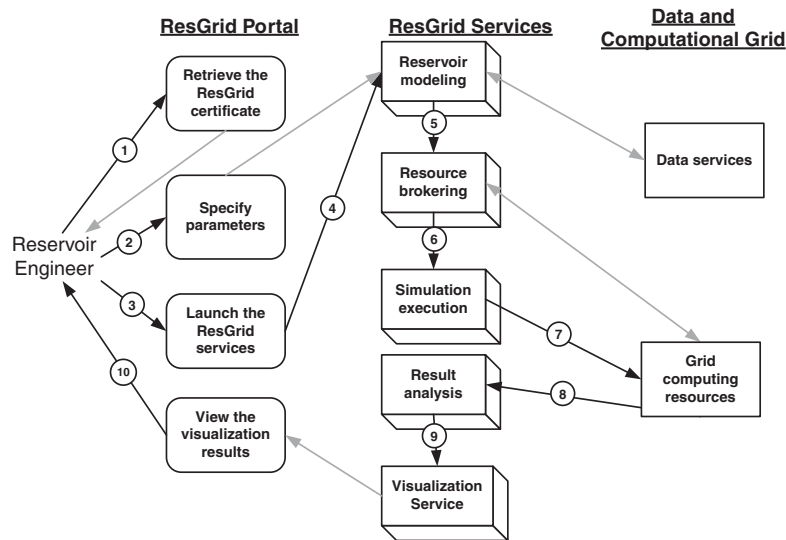 ResGrid Portal
ResGrid Services
Data and
Computational Grid
Retrieve the
ResGrid
certificate
Reservoir
modeling
1
5
Data services
Specify
parameters
Resource
brokering
4
2
6
Reservoir
Engineer
3
Launch the
ResGrid
services
Simulation
execution
7
Grid
computing
resources
10
Result
analysis
8
View the
visualization
results
9
Visualization
Service